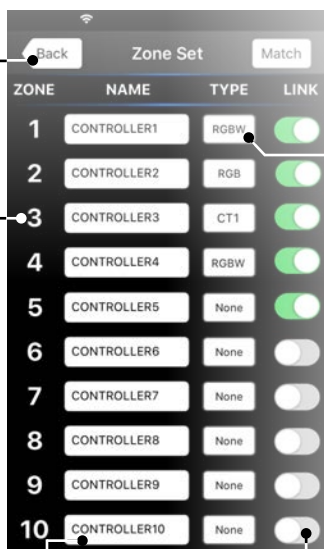 Back Zone Set Match
ZONE NAME TYPE LINK
1 CONTROLLER1 RGBW
2 CONTROLLER2 RGB
3 CONTROLLER3 CT1
4 CONTROLLER4 RGBW
5 CONTROLLER5 None
6 CONTROLLER6 None
7 CONTROLLER7 None
8 CONTROLLER8 None
9 CONTROLLER9 None
10 CONTROLLER10 None